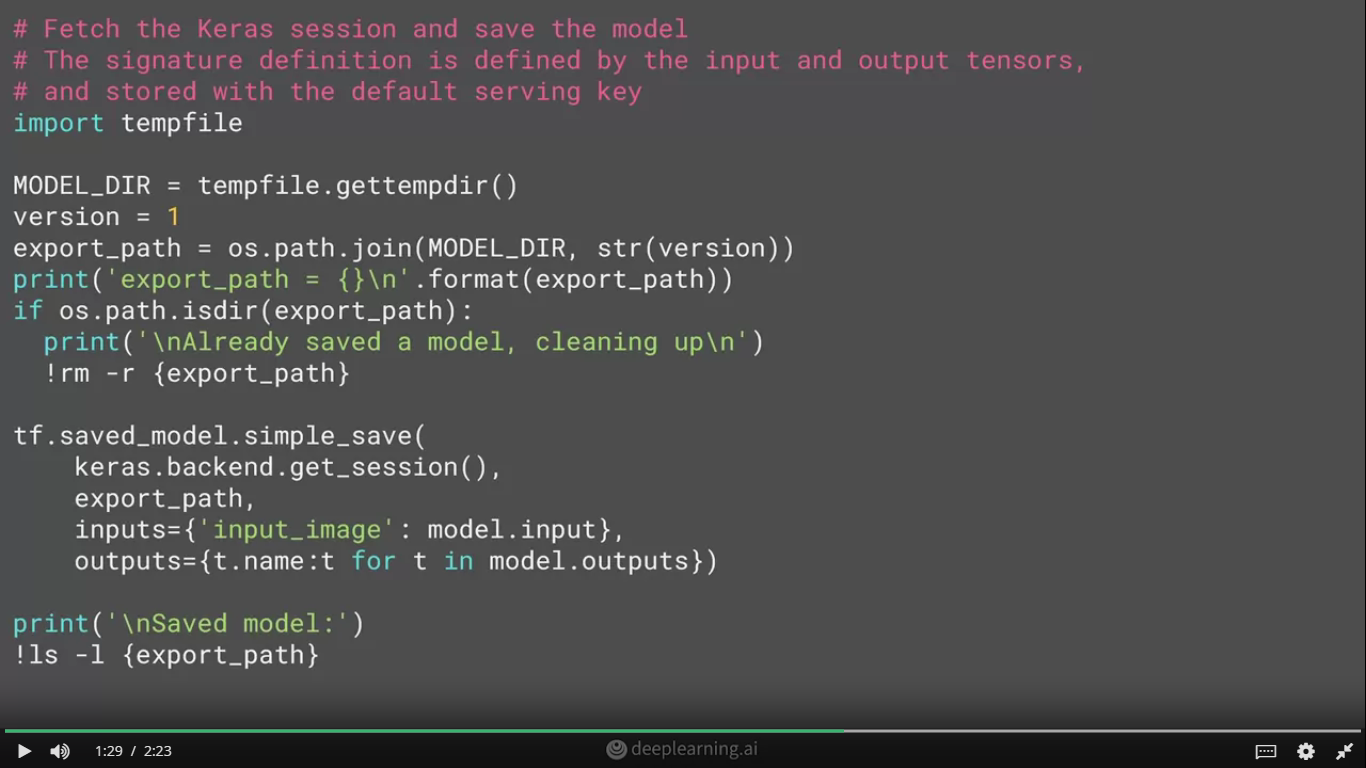 # Fetch the Keras session and save the model
# The signature definition is defined by the input and output tensors,
# and stored with the default serving key
import tempfile

MODEL_DIR = tempfile.gettempdir()
version = 1
export_path = os.path.join(MODEL_DIR, str(version))
print('export_path = {}\n'.format(export_path))
if os.path.isdir(export_path):
  print('\nAlready saved a model, cleaning up\n')
  !rm -r {export_path}

tf.saved_model.simple_save(
    keras.backend.get_session(),
    export_path,
    inputs={'input_image': model.input},
    outputs={t.name:t for t in model.outputs})

print('\nSaved model:')
!ls -l {export_path}
1:29 / 2:23
deeplearning.ai